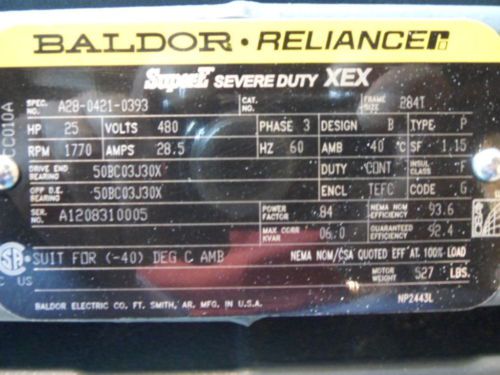 BALDOR · RELIANCER
SuperE SEVERE DUTY XEX
SPEC. NO. A28-0421-0393 CAT. NO. FRAME SIZE 284T
HP 25 VOLTS 480 PHASE 3 DESIGN B TYPE P
RPM 1770 AMPS 28.5 HZ 60 AMB 40°C SF 1.15
DRIVE END BEARING 50BC03J30X DUTY CONT INSUL CLASS F
OFF D.E. BEARING 50BC03J30X ENCL TEFC CODE G
SER. NO. A1208310005 POWER FACTOR 84 NEMA NOM EFFICIENCY 93.6
MAX CORR KVAR 06.0 GUARANTEED EFFICIENCY 92.4
SUIT FOR (-40) DEG C AMB NEMA NOM/CSA QUOTED EFF AT 100% LOAD
C US MOTOR WEIGHT 527 LBS.
BALDOR ELECTRIC CO. FT. SMITH, AR. MFG. IN U.S.A. NP2443L
CC010A